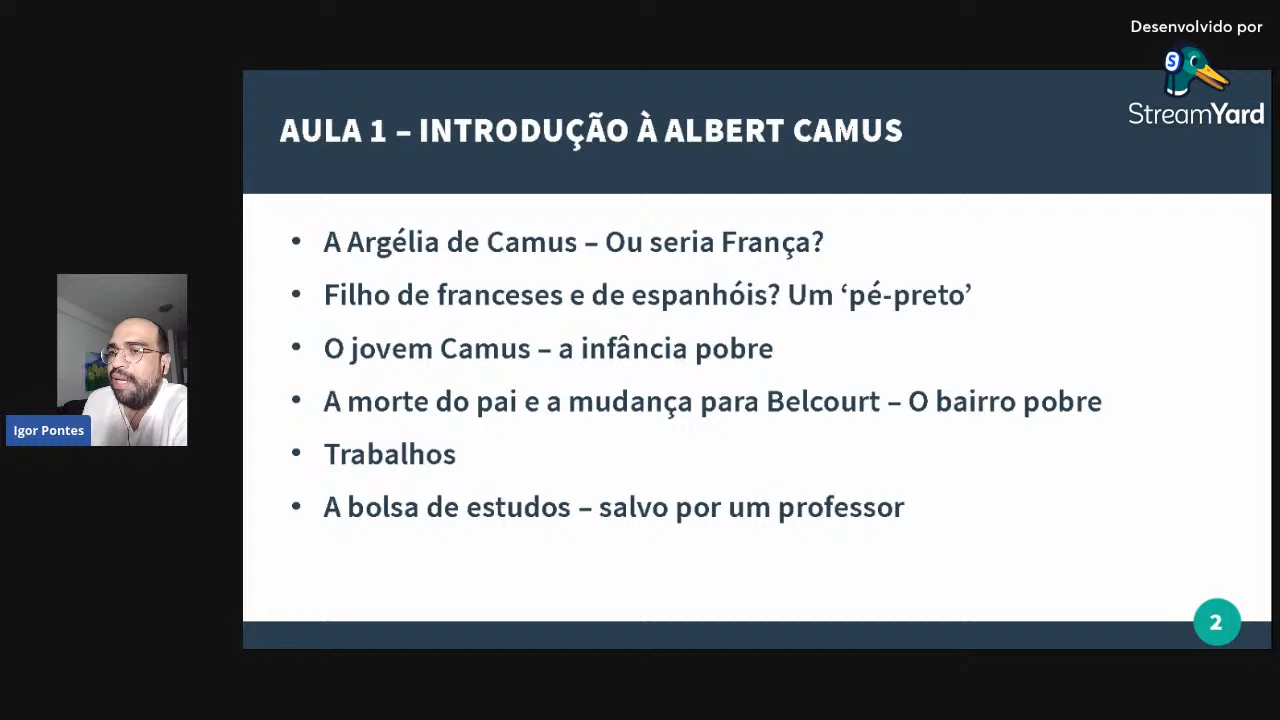 Desenvolvido por
S
StreamYard
AULA 1 – INTRODUÇÃO À ALBERT CAMUS
• A Argélia de Camus – Ou seria França?
• Filho de franceses e de espanhóis? Um ‘pé-preto’
• O jovem Camus – a infância pobre
• A morte do pai e a mudança para Belcourt – O bairro pobre
• Trabalhos
• A bolsa de estudos – salvo por um professor
Igor Pontes
2